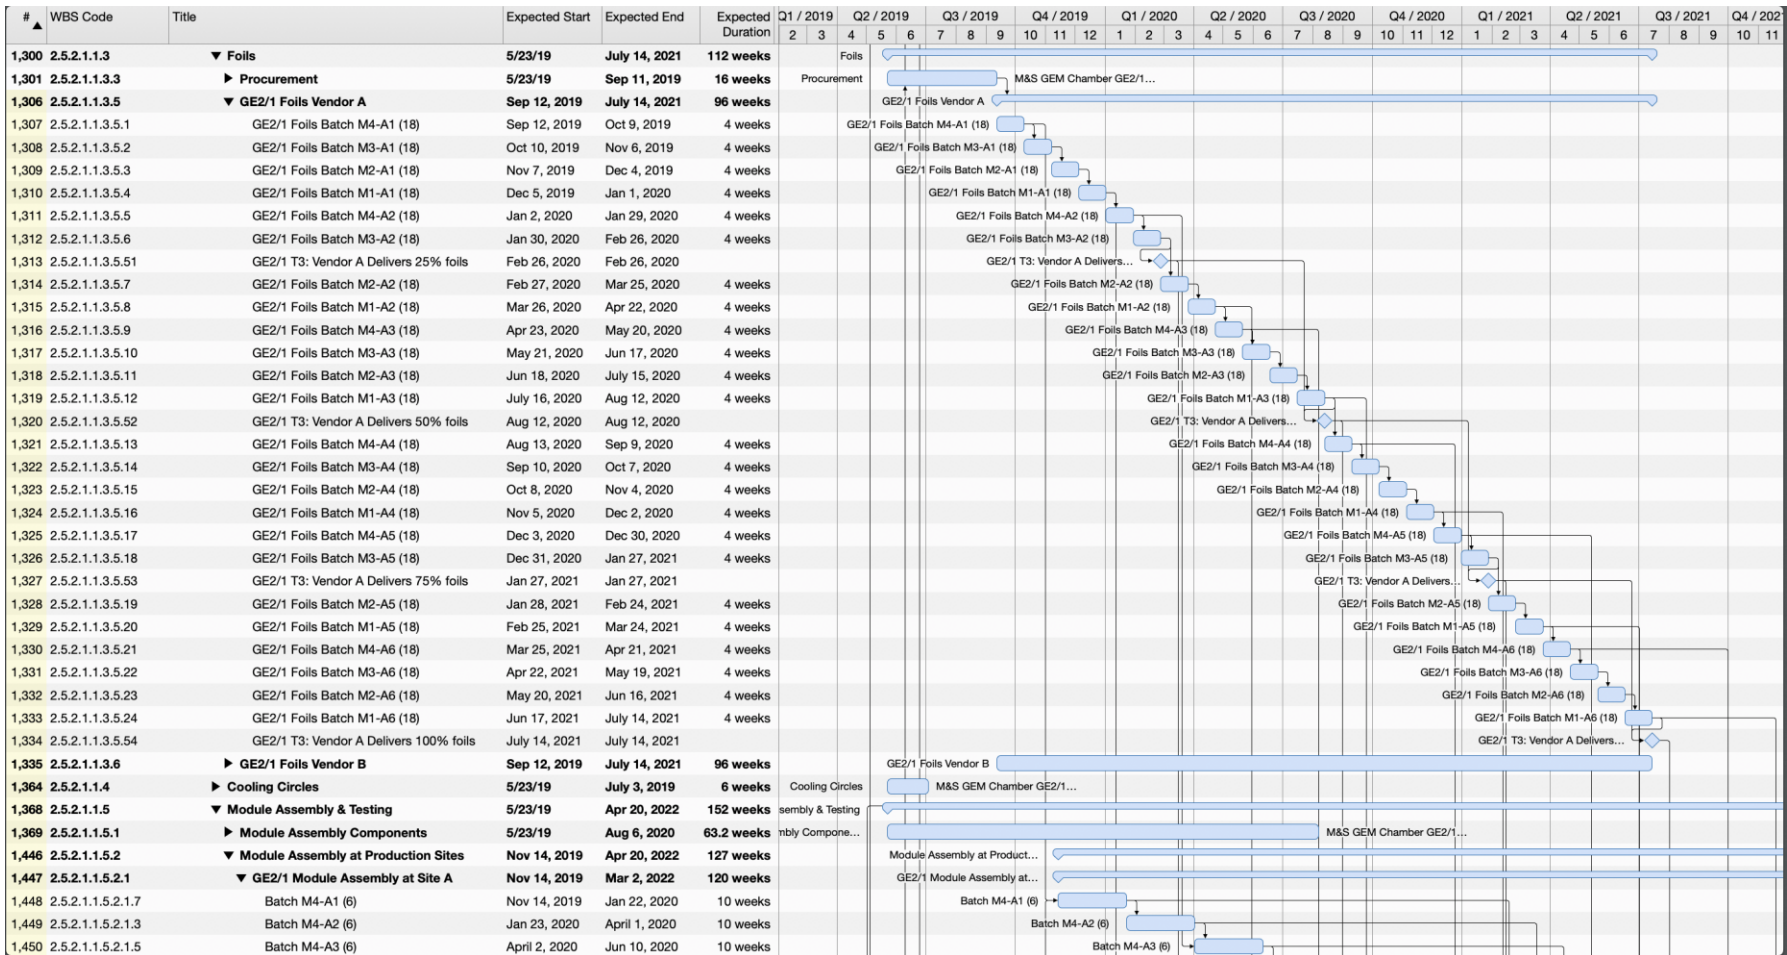 # WBS Code Title Expected Start Expected End Expected Duration Q1 / 2019 Q2 / 2019 Q3 / 2019 Q4 / 2019 Q1 / 2020 Q2 / 2020 Q3 / 2020 Q4 / 2020 Q1 / 2021 Q2 / 2021 Q3 / 2021 Q4 / 2021
2 3 4 5 6 7 8 9 10 11 12 1 2 3 4 5 6 7 8 9 10 11 12 1 2 3 4 5 6 7 8 9 10 11
1,300 2.5.2.1.1.3 ▼ Foils 5/23/19 July 14, 2021 112 weeks Foils
1,301 2.5.2.1.1.3.3 ▶ Procurement 5/23/19 Sep 11, 2019 16 weeks Procurement M&S GEM Chamber GE2/1...
1,306 2.5.2.1.1.3.5 ▼ GE2/1 Foils Vendor A Sep 12, 2019 July 14, 2021 96 weeks GE2/1 Foils Vendor A
1,307 2.5.2.1.1.3.5.1 GE2/1 Foils Batch M4-A1 (18) Sep 12, 2019 Oct 9, 2019 4 weeks GE2/1 Foils Batch M4-A1 (18)
1,308 2.5.2.1.1.3.5.2 GE2/1 Foils Batch M3-A1 (18) Oct 10, 2019 Nov 6, 2019 4 weeks GE2/1 Foils Batch M3-A1 (18)
1,309 2.5.2.1.1.3.5.3 GE2/1 Foils Batch M2-A1 (18) Nov 7, 2019 Dec 4, 2019 4 weeks GE2/1 Foils Batch M2-A1 (18)
1,310 2.5.2.1.1.3.5.4 GE2/1 Foils Batch M1-A1 (18) Dec 5, 2019 Jan 1, 2020 4 weeks GE2/1 Foils Batch M1-A1 (18)
1,311 2.5.2.1.1.3.5.5 GE2/1 Foils Batch M4-A2 (18) Jan 2, 2020 Jan 29, 2020 4 weeks GE2/1 Foils Batch M4-A2 (18)
1,312 2.5.2.1.1.3.5.6 GE2/1 Foils Batch M3-A2 (18) Jan 30, 2020 Feb 26, 2020 4 weeks GE2/1 Foils Batch M3-A2 (18)
1,313 2.5.2.1.1.3.5.51 GE2/1 T3: Vendor A Delivers 25% foils Feb 26, 2020 Feb 26, 2020 GE2/1 T3: Vendor A Delivers...
1,314 2.5.2.1.1.3.5.7 GE2/1 Foils Batch M2-A2 (18) Feb 27, 2020 Mar 25, 2020 4 weeks GE2/1 Foils Batch M2-A2 (18)
1,315 2.5.2.1.1.3.5.8 GE2/1 Foils Batch M1-A2 (18) Mar 26, 2020 Apr 22, 2020 4 weeks GE2/1 Foils Batch M1-A2 (18)
1,316 2.5.2.1.1.3.5.9 GE2/1 Foils Batch M4-A3 (18) Apr 23, 2020 May 20, 2020 4 weeks GE2/1 Foils Batch M4-A3 (18)
1,317 2.5.2.1.1.3.5.10 GE2/1 Foils Batch M3-A3 (18) May 21, 2020 Jun 17, 2020 4 weeks GE2/1 Foils Batch M3-A3 (18)
1,318 2.5.2.1.1.3.5.11 GE2/1 Foils Batch M2-A3 (18) Jun 18, 2020 July 15, 2020 4 weeks GE2/1 Foils Batch M2-A3 (18)
1,319 2.5.2.1.1.3.5.12 GE2/1 Foils Batch M1-A3 (18) July 16, 2020 Aug 12, 2020 4 weeks GE2/1 Foils Batch M1-A3 (18)
1,320 2.5.2.1.1.3.5.52 GE2/1 T3: Vendor A Delivers 50% foils Aug 12, 2020 Aug 12, 2020 GE2/1 T3: Vendor A Delivers...
1,321 2.5.2.1.1.3.5.13 GE2/1 Foils Batch M4-A4 (18) Aug 13, 2020 Sep 9, 2020 4 weeks GE2/1 Foils Batch M4-A4 (18)
1,322 2.5.2.1.1.3.5.14 GE2/1 Foils Batch M3-A4 (18) Sep 10, 2020 Oct 7, 2020 4 weeks GE2/1 Foils Batch M3-A4 (18)
1,323 2.5.2.1.1.3.5.15 GE2/1 Foils Batch M2-A4 (18) Oct 8, 2020 Nov 4, 2020 4 weeks GE2/1 Foils Batch M2-A4 (18)
1,324 2.5.2.1.1.3.5.16 GE2/1 Foils Batch M1-A4 (18) Nov 5, 2020 Dec 2, 2020 4 weeks GE2/1 Foils Batch M1-A4 (18)
1,325 2.5.2.1.1.3.5.17 GE2/1 Foils Batch M4-A5 (18) Dec 3, 2020 Dec 30, 2020 4 weeks GE2/1 Foils Batch M4-A5 (18)
1,326 2.5.2.1.1.3.5.18 GE2/1 Foils Batch M3-A5 (18) Dec 31, 2020 Jan 27, 2021 4 weeks GE2/1 Foils Batch M3-A5 (18)
1,327 2.5.2.1.1.3.5.53 GE2/1 T3: Vendor A Delivers 75% foils Jan 27, 2021 Jan 27, 2021 GE2/1 T3: Vendor A Delivers...
1,328 2.5.2.1.1.3.5.19 GE2/1 Foils Batch M2-A5 (18) Jan 28, 2021 Feb 24, 2021 4 weeks GE2/1 Foils Batch M2-A5 (18)
1,329 2.5.2.1.1.3.5.20 GE2/1 Foils Batch M1-A5 (18) Feb 25, 2021 Mar 24, 2021 4 weeks GE2/1 Foils Batch M1-A5 (18)
1,330 2.5.2.1.1.3.5.21 GE2/1 Foils Batch M4-A6 (18) Mar 25, 2021 Apr 21, 2021 4 weeks GE2/1 Foils Batch M4-A6 (18)
1,331 2.5.2.1.1.3.5.22 GE2/1 Foils Batch M3-A6 (18) Apr 22, 2021 May 19, 2021 4 weeks GE2/1 Foils Batch M3-A6 (18)
1,332 2.5.2.1.1.3.5.23 GE2/1 Foils Batch M2-A6 (18) May 20, 2021 Jun 16, 2021 4 weeks GE2/1 Foils Batch M2-A6 (18)
1,333 2.5.2.1.1.3.5.24 GE2/1 Foils Batch M1-A6 (18) Jun 17, 2021 July 14, 2021 4 weeks GE2/1 Foils Batch M1-A6 (18)
1,334 2.5.2.1.1.3.5.54 GE2/1 T3: Vendor A Delivers 100% foils July 14, 2021 July 14, 2021 GE2/1 T3: Vendor A Delivers...
1,335 2.5.2.1.1.3.6 ▶ GE2/1 Foils Vendor B Sep 12, 2019 July 14, 2021 96 weeks GE2/1 Foils Vendor B
1,364 2.5.2.1.1.4 ▶ Cooling Circles 5/23/19 July 3, 2019 6 weeks Cooling Circles M&S GEM Chamber GE2/1...
1,368 2.5.2.1.1.5 ▼ Module Assembly & Testing 5/23/19 Apr 20, 2022 152 weeks sembly & Testing
1,369 2.5.2.1.1.5.1 ▶ Module Assembly Components 5/23/19 Aug 6, 2020 63.2 weeks nbly Compone... M&S GEM Chamber GE2/1...
1,446 2.5.2.1.1.5.2 ▼ Module Assembly at Production Sites Nov 14, 2019 Apr 20, 2022 127 weeks Module Assembly at Product...
1,447 2.5.2.1.1.5.2.1 ▼ GE2/1 Module Assembly at Site A Nov 14, 2019 Mar 2, 2022 120 weeks GE2/1 Module Assembly at...
1,448 2.5.2.1.1.5.2.1.7 Batch M4-A1 (6) Nov 14, 2019 Jan 22, 2020 10 weeks Batch M4-A1 (6)
1,449 2.5.2.1.1.5.2.1.3 Batch M4-A2 (6) Jan 23, 2020 April 1, 2020 10 weeks Batch M4-A2 (6)
1,450 2.5.2.1.1.5.2.1.5 Batch M4-A3 (6) April 2, 2020 Jun 10, 2020 10 weeks Batch M4-A3 (6)